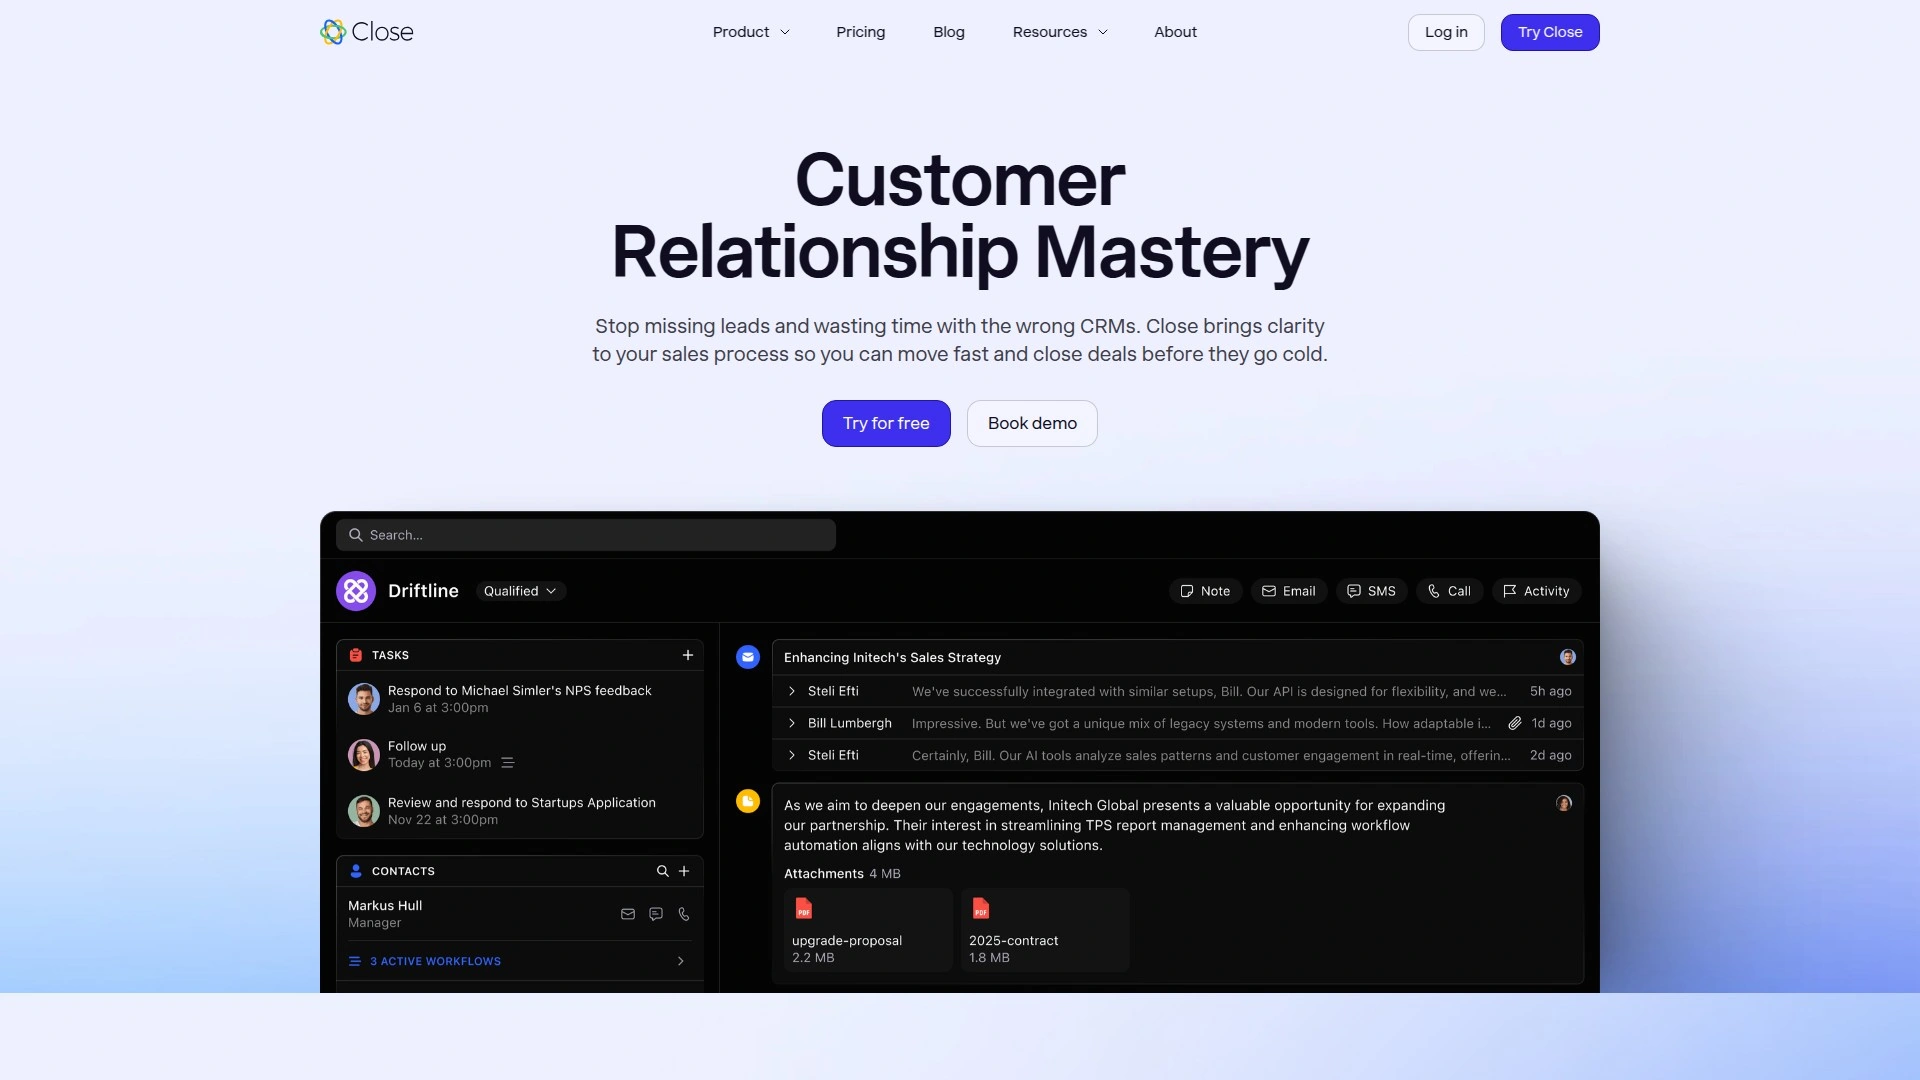 Close
Product
Pricing
Blog
Resources
About
Log in
Try Close
Customer
Relationship Mastery
Stop missing leads and wasting time with the wrong CRMs. Close brings clarity
to your sales process so you can move fast and close deals before they go cold.
Try for free
Book demo
Search...
Driftline
Qualified
Note
Email
SMS
Call
Activity
TASKS
Respond to Michael Simler's NPS feedback
Jan 6 at 3:00pm
Follow up
Today at 3:00pm
Review and respond to Startups Application
Nov 22 at 3:00pm
CONTACTS
Markus Hull
Manager
3 ACTIVE WORKFLOWS
Enhancing Initech's Sales Strategy
Steli Efti We've successfully integrated with similar setups, Bill. Our API is designed for flexibility, and we... 5h ago
Bill Lumbergh Impressive. But we've got a unique mix of legacy systems and modern tools. How adaptable i... 1d ago
Steli Efti Certainly, Bill. Our AI tools analyze sales patterns and customer engagement in real-time, offerin... 2d ago
As we aim to deepen our engagements, Initech Global presents a valuable opportunity for expanding
our partnership. Their interest in streamlining TPS report management and enhancing workflow
automation aligns with our technology solutions.
Attachments 4 MB
PDF
upgrade-proposal
2.2 MB
PDF
2025-contract
1.8 MB